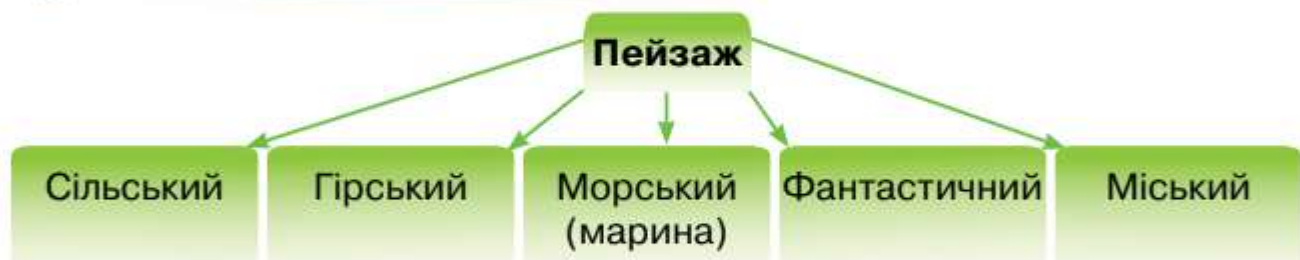 Пейзаж
Сільський
Гірський
Морський
(марина)
Фантастичний
Міський